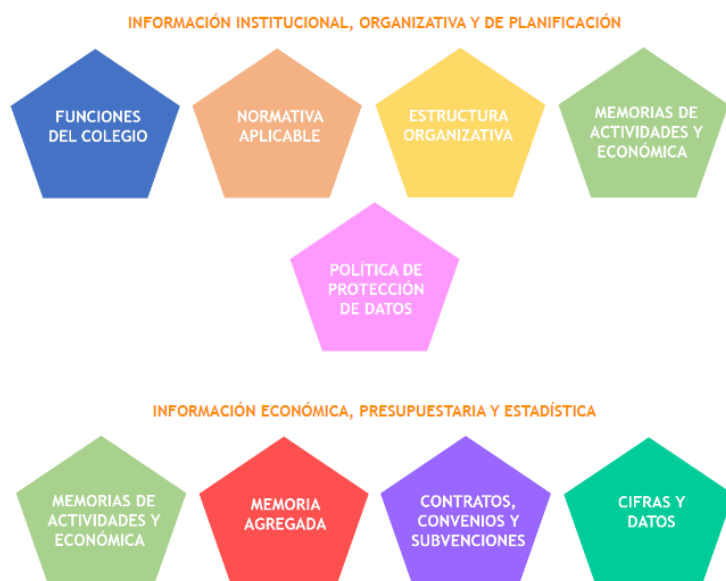 INFORMACIÓN INSTITUCIONAL, ORGANIZATIVA Y DE PLANIFICACIÓN
FUNCIONES
DEL COLEGIO
NORMATIVA
APLICABLE
ESTRUCTURA
ORGANIZATIVA
MEMORIAS DE
ACTIVIDADES Y
ECONÓMICA
POLÍTICA DE
PROTECCIÓN
DE DATOS
INFORMACIÓN ECONÓMICA, PRESUPUESTARIA Y ESTADÍSTICA
MEMORIAS DE
ACTIVIDADES Y
ECONÓMICA
MEMORIA
AGREGADA
CONTRATOS,
CONVENIOS Y
SUBVENCIONES
CIFRAS Y
DATOS